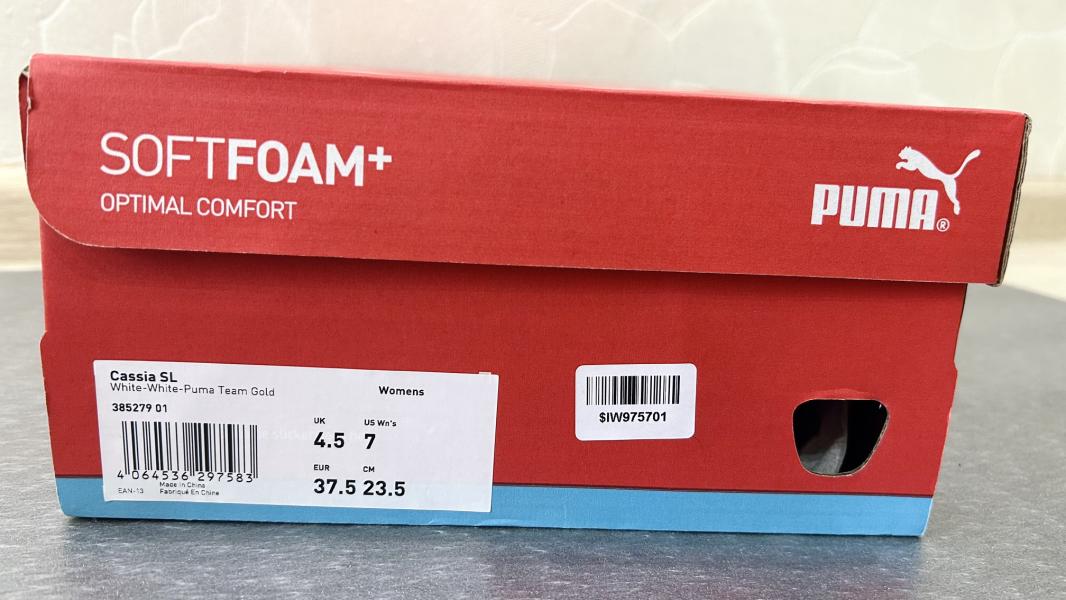 SOFTFOAM+
OPTIMAL COMFORT
PUMA®
Cassia SL
White-White-Puma Team Gold
Womens
385279 01
UK
US Wn's
4.5
7
EUR
CM
37.5
23.5
4 064536 297583
EAN-13
Made in China
Fabriqué En Chine
$IW975701